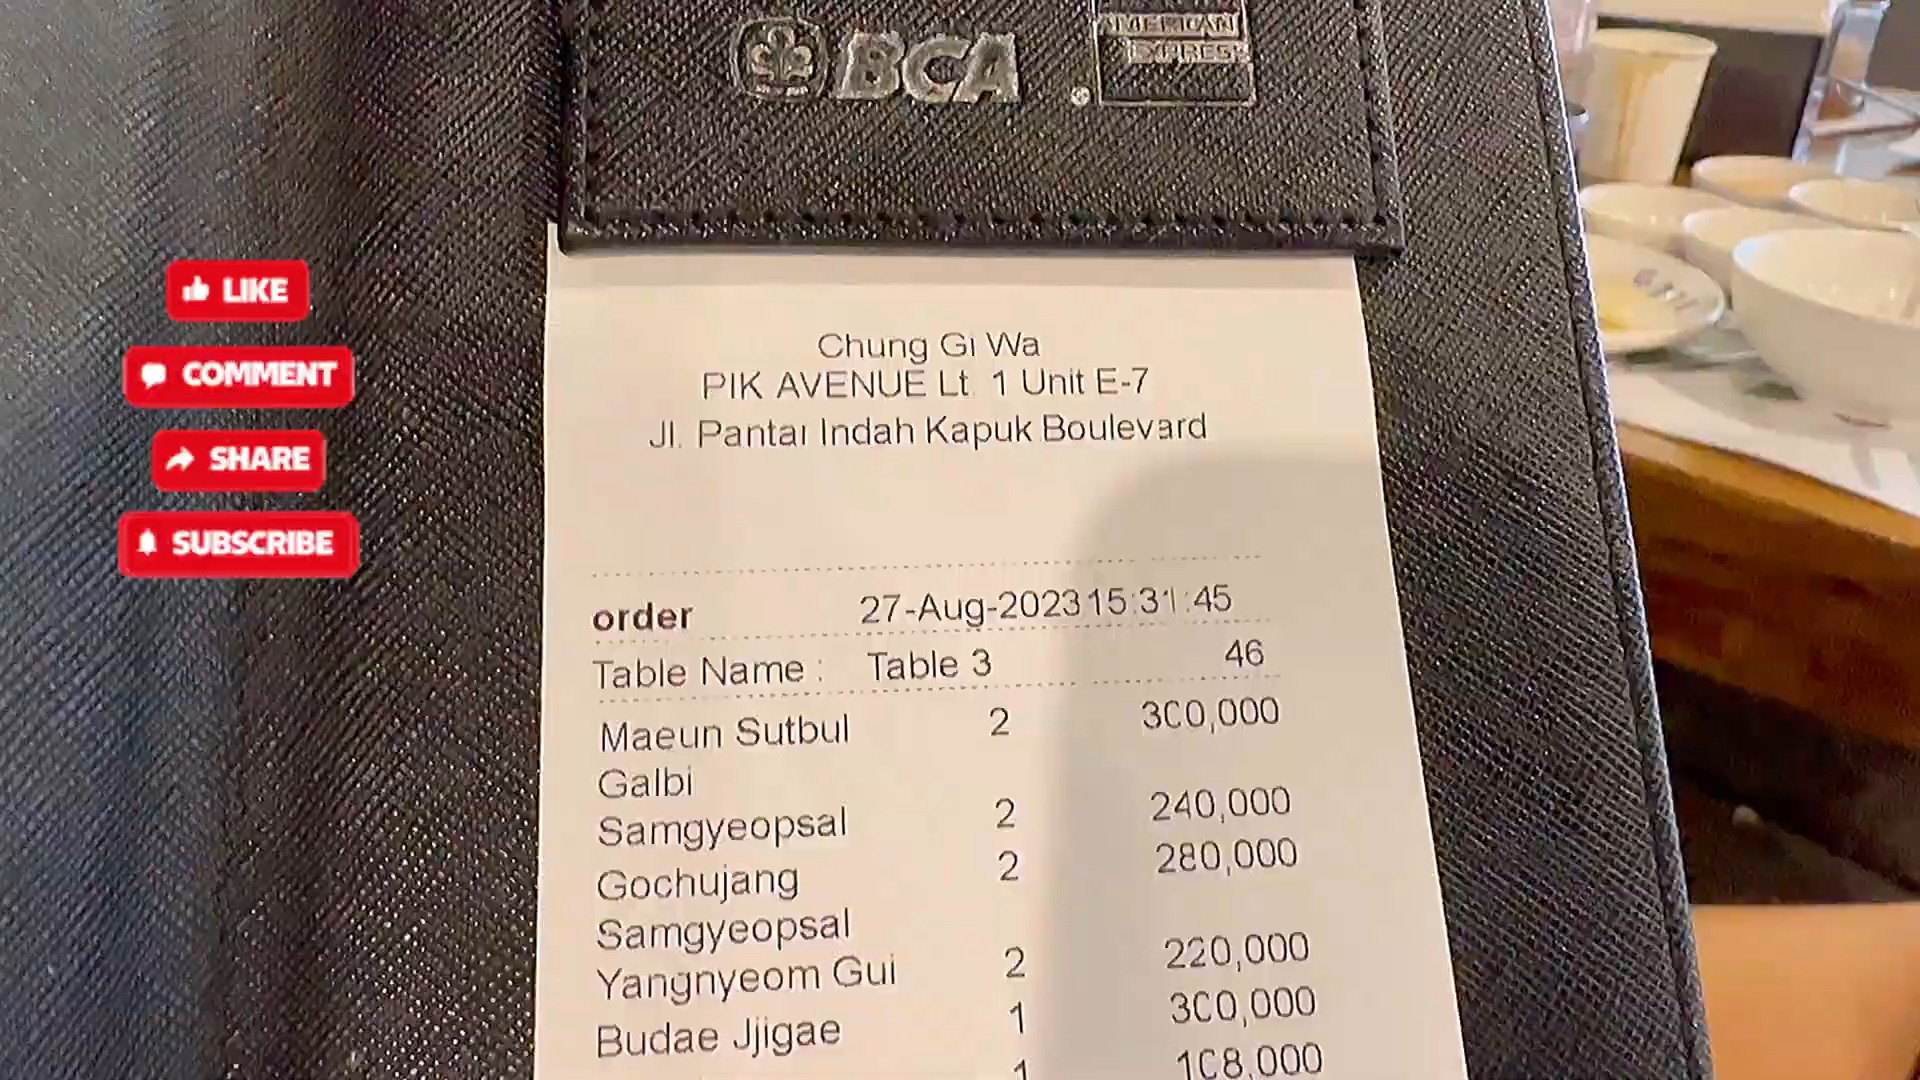 BCA
AMERICAN
EXPRESS
LIKE
COMMENT
SHARE
SUBSCRIBE
Chung Gi Wa
PIK AVENUE Lt 1 Unit E-7
Jl. Pantai Indah Kapuk Boulevard
order 27-Aug-2023 15:31:45
Table Name : Table 3 46
Maeun Sutbul 2 300,000
Galbi
Samgyeopsal 2 240,000
Gochujang 2 280,000
Samgyeopsal
Yangnyeom Gui 2 220,000
Budae Jjigae 1 300,000
1 108,000